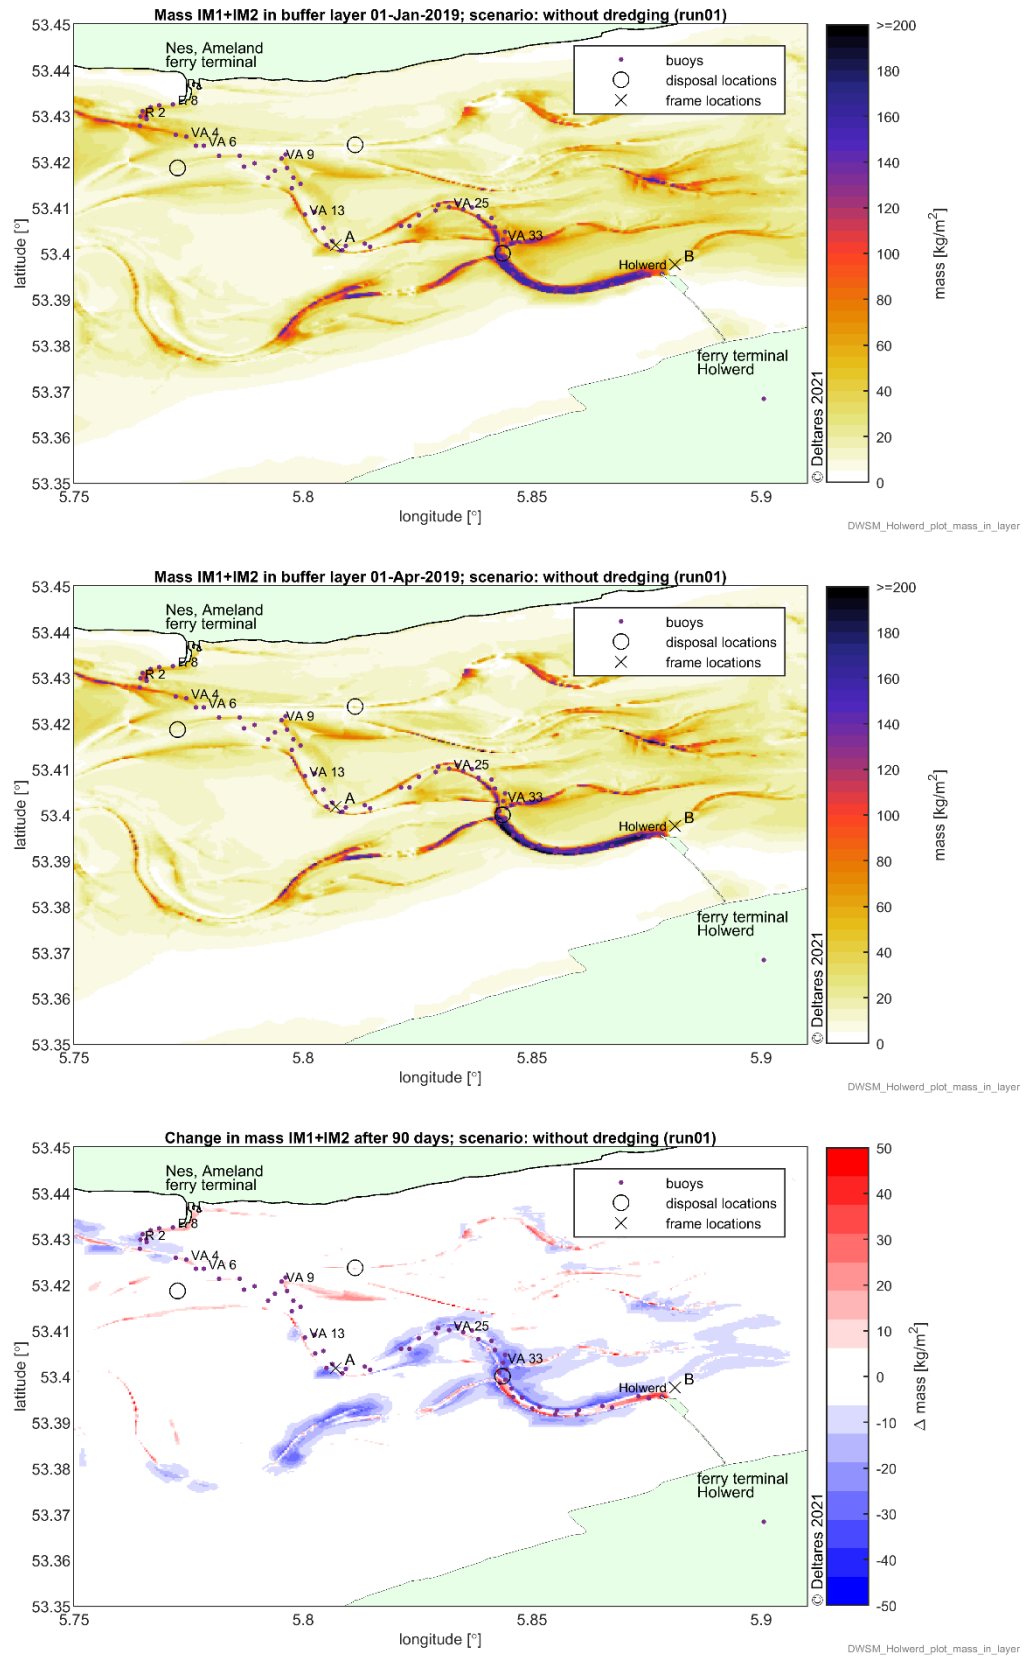 Mass IM1+IM2 in buffer layer 01-Jan-2019; scenario: without dredging (run01)
53.45
53.44
53.43
53.42
53.41
53.4
53.39
53.38
53.37
53.36
53.35
latitude [°]
5.75
5.8
5.85
5.9
longitude [°]
Nes, Ameland
ferry terminal
R 2
VA 4
VA 6
VA 9
VA 13
A
VA 25
VA 33
Holwerd
B
ferry terminal
Holwerd
buoys
disposal locations
frame locations
© Deltares 2021
>=200
180
160
140
120
100
80
60
40
20
0
mass [kg/m²]
DWSM_Holwerd_plot_mass_in_layer
Mass IM1+IM2 in buffer layer 01-Apr-2019; scenario: without dredging (run01)
53.45
53.44
53.43
53.42
53.41
53.4
53.39
53.38
53.37
53.36
53.35
latitude [°]
5.75
5.8
5.85
5.9
longitude [°]
Nes, Ameland
ferry terminal
R 2
VA 4
VA 6
VA 9
VA 13
A
VA 25
VA 33
Holwerd
B
ferry terminal
Holwerd
buoys
disposal locations
frame locations
© Deltares 2021
>=200
180
160
140
120
100
80
60
40
20
0
mass [kg/m²]
DWSM_Holwerd_plot_mass_in_layer
Change in mass IM1+IM2 after 90 days; scenario: without dredging (run01)
53.45
53.44
53.43
53.42
53.41
53.4
53.39
53.38
53.37
53.36
53.35
latitude [°]
5.75
5.8
5.85
5.9
longitude [°]
Nes, Ameland
ferry terminal
R 2
VA 4
VA 6
VA 9
VA 13
A
VA 25
VA 33
Holwerd
B
ferry terminal
Holwerd
buoys
disposal locations
frame locations
© Deltares 2021
50
40
30
20
10
0
-10
-20
-30
-40
-50
Δ mass [kg/m²]
DWSM_Holwerd_plot_mass_in_layer